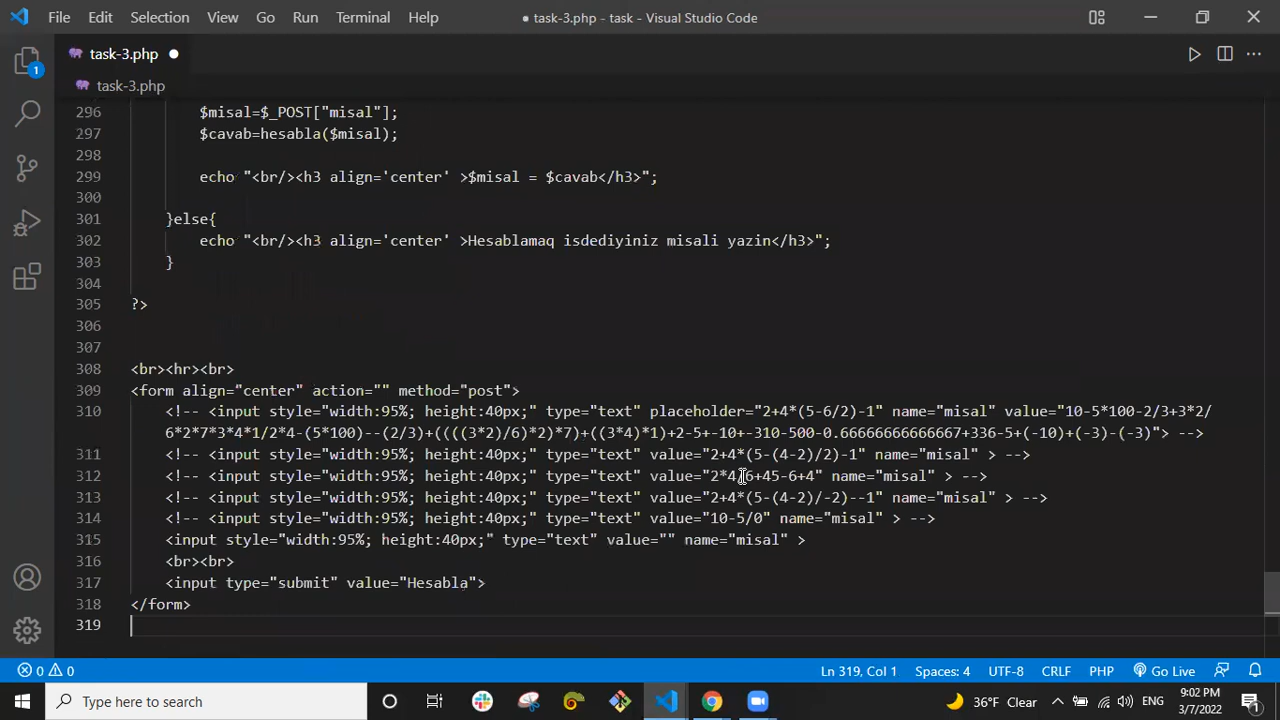 File Edit Selection View Go Run Terminal Help ● task-3.php - task - Visual Studio Code
task-3.php
1
task-3.php
296 $misal=$_POST["misal"];
297 $cavab=hesabla($misal);
298
299 echo "<br/><h3 align='center' >$misal = $cavab</h3>";
300
301 }else{
302 echo "<br/><h3 align='center' >Hesablamaq isdediyiniz misali yazin</h3>";
303 }
304
305 ?>
306
307
308 <br><hr><br>
309 <form align="center" action="" method="post">
310 <!-- <input style="width:95%; height:40px;" type="text" placeholder="2+4*(5-6/2)-1" name="misal" value="10-5*100-2/3+3*2/
6*2*7*3*4*1/2*4-(5*100)--(2/3)+((((3*2)/6)*2)*7)+((3*4)*1)+2-5+-10+-310-500-0.66666666666667+336-5+(-10)+(-3)-(-3)"> -->
311 <!-- <input style="width:95%; height:40px;" type="text" value="2+4*(5-(4-2)/2)-1" name="misal" > -->
312 <!-- <input style="width:95%; height:40px;" type="text" value="2*4 6+45-6+4" name="misal" > -->
313 <!-- <input style="width:95%; height:40px;" type="text" value="2+4*(5-(4-2)/-2)--1" name="misal" > -->
314 <!-- <input style="width:95%; height:40px;" type="text" value="10-5/0" name="misal" > -->
315 <input style="width:95%; height:40px;" type="text" value="" name="misal" >
316 <br><br>
317 <input type="submit" value="Hesabla">
318 </form>
319
0 0 Ln 319, Col 1 Spaces: 4 UTF-8 CRLF PHP Go Live
Type here to search 36°F Clear ENG 9:02 PM 3/7/2022 1